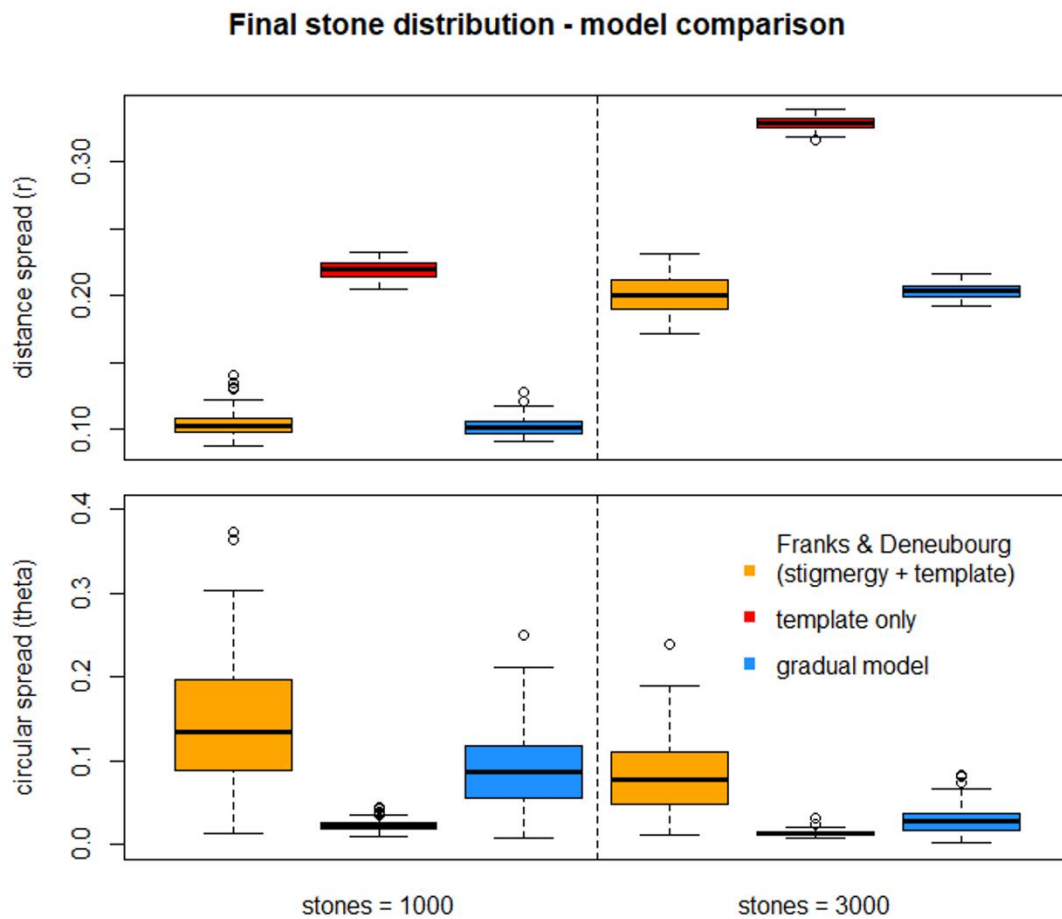 Final stone distribution - model comparison
distance spread (r)
0.30
0.20
0.10
circular spread (theta)
0.4
0.3
0.2
0.1
0.0
Franks & Deneubourg
(stigmergy + template)
template only
gradual model
stones = 1000
stones = 3000